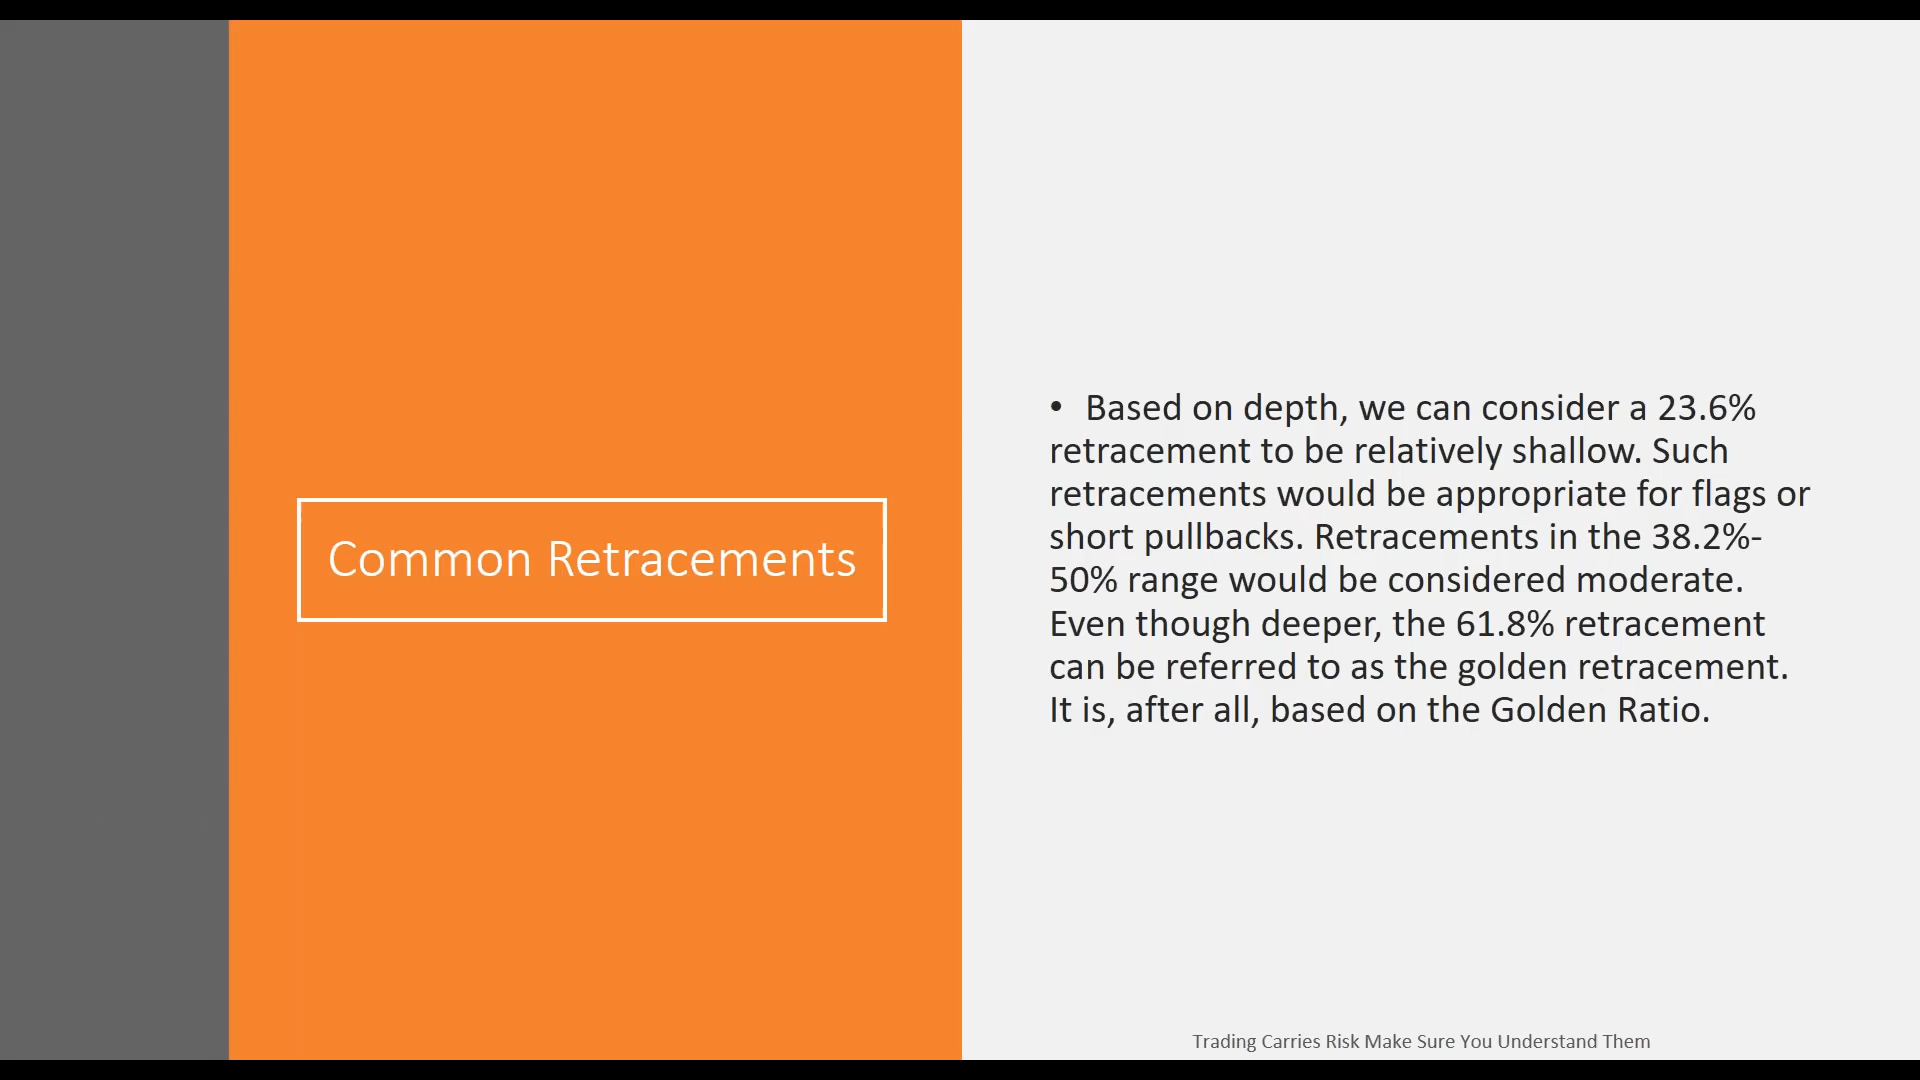 Common Retracements
• Based on depth, we can consider a 23.6%
retracement to be relatively shallow. Such
retracements would be appropriate for flags or
short pullbacks. Retracements in the 38.2%-
50% range would be considered moderate.
Even though deeper, the 61.8% retracement
can be referred to as the golden retracement.
It is, after all, based on the Golden Ratio.
Trading Carries Risk Make Sure You Understand Them